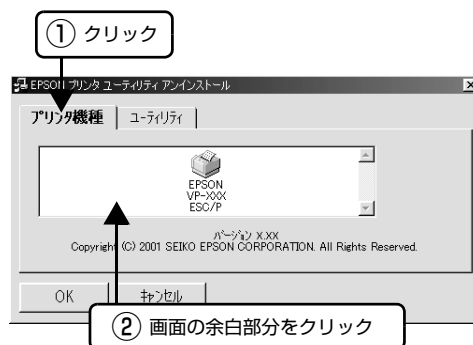 ① クリック
EPSON プリンタ ユーティリティ アンインストール
プリンタ機種
ユーティリティ
EPSON
VP-XXX
ESC/P
バージョン X.XX
Copyright (C) 2001 SEIKO EPSON CORPORATION. All Rights Reserved.
OK
キャンセル
② 画面の余白部分をクリック